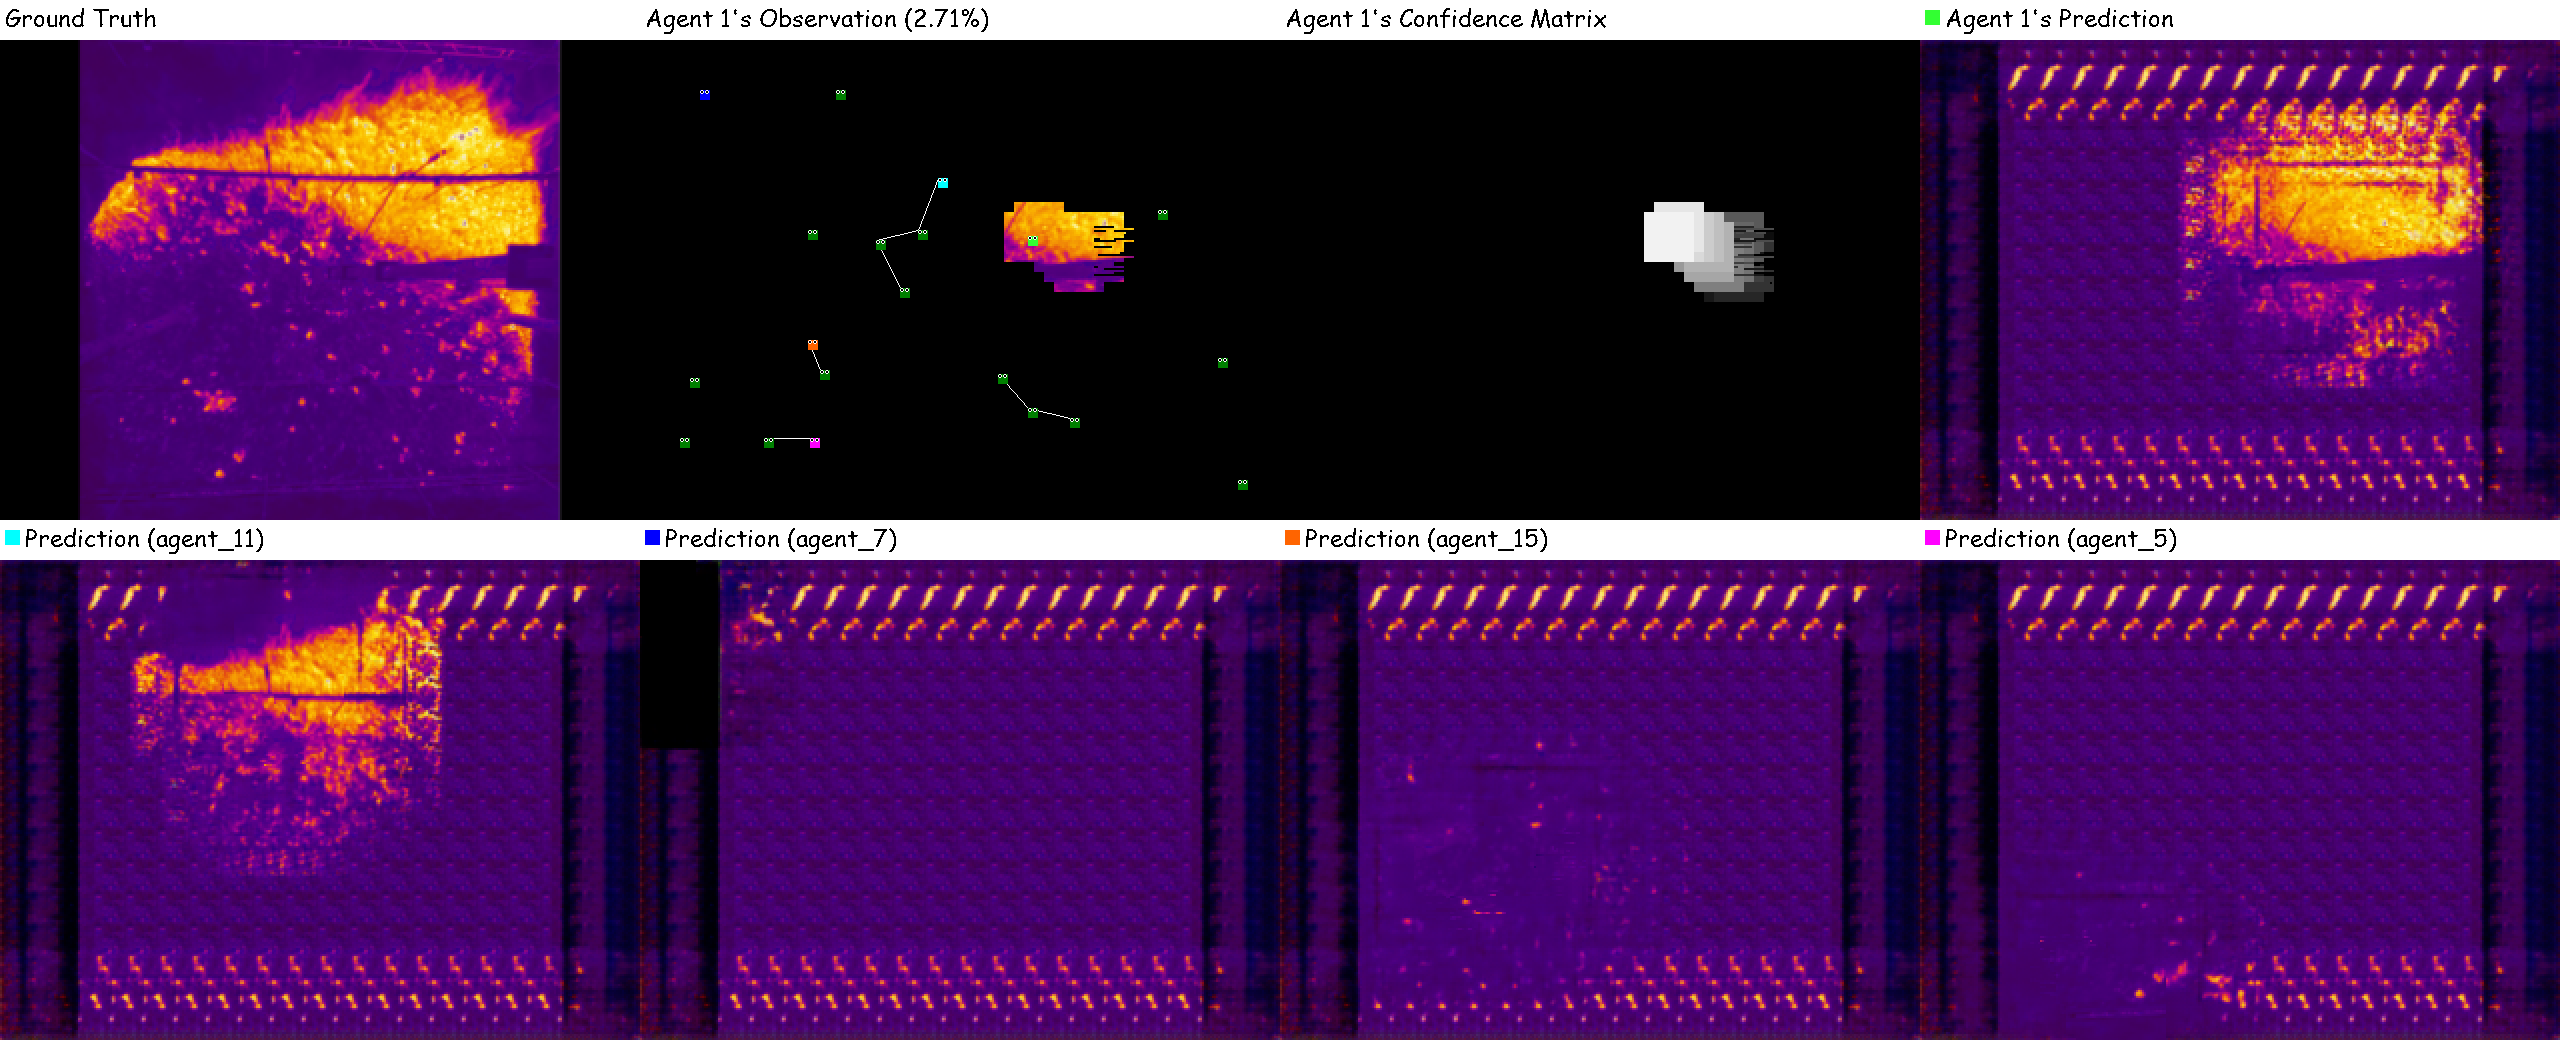 Ground Truth
Agent 1's Observation (2.71%)
Agent 1's Confidence Matrix
Agent 1's Prediction
Prediction (agent_11)
Prediction (agent_7)
Prediction (agent_15)
Prediction (agent_5)